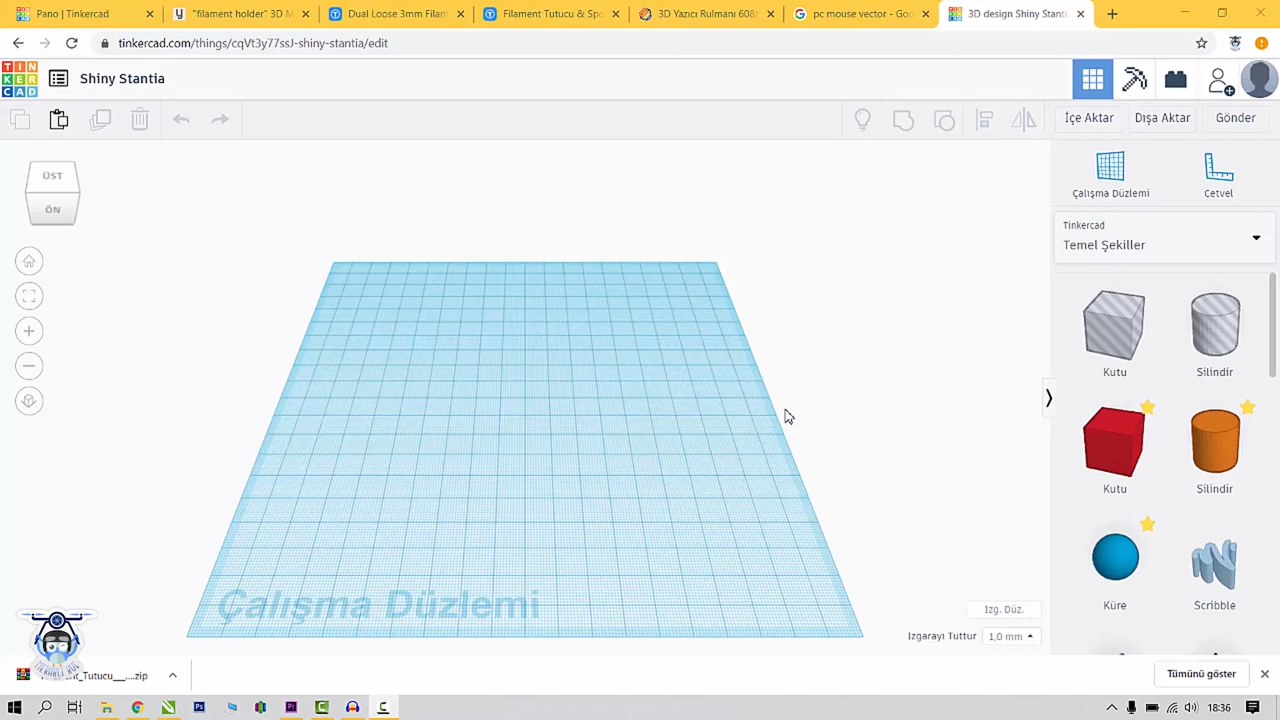 Pano | Tinkercad
"filament holder" 3D M
Dual Loose 3mm Filam
Filament Tutucu & Spo
3D Yazıcı Rulmanı 608z
pc mouse vector - Goo
3D design Shiny Stantia
tinkercad.com/things/cqVt3y77ssJ-shiny-stantia/edit
TIN
KER
CAD
Shiny Stantia
İçe Aktar
Dışa Aktar
Gönder
ÜST
ÖN
Çalışma Düzlemi
Cetvel
Tinkercad
Temel Şekiller
Kutu
Silindir
Kutu
Silindir
Küre
Scribble
Çalışma Düzlemi
Izg. Düz.
Izgarayı Tuttur
1,0 mm
_Tutucu__....zip
Tümünü göster
18:36